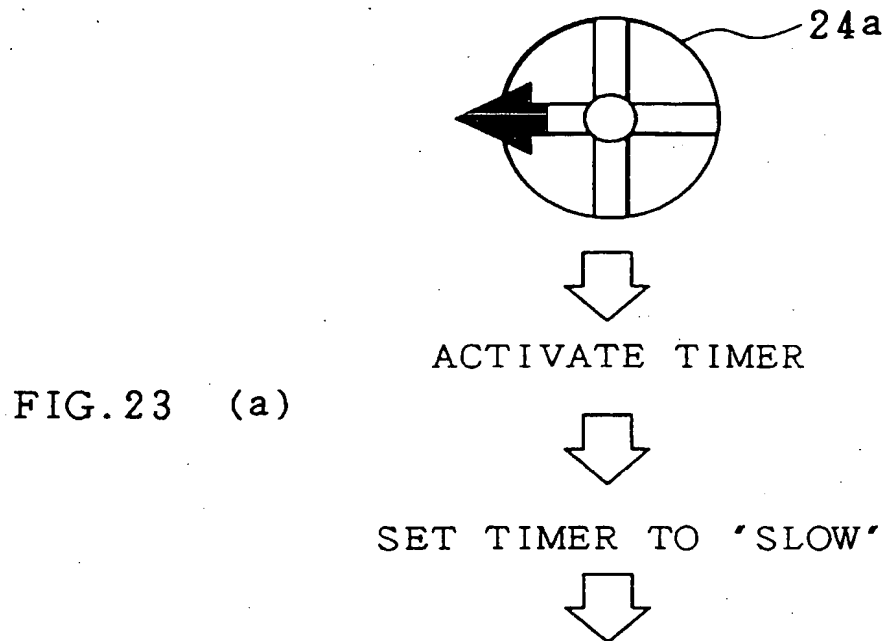 24a
ACTIVATE TIMER
FIG.23 (a)
SET TIMER TO ′SLOW′